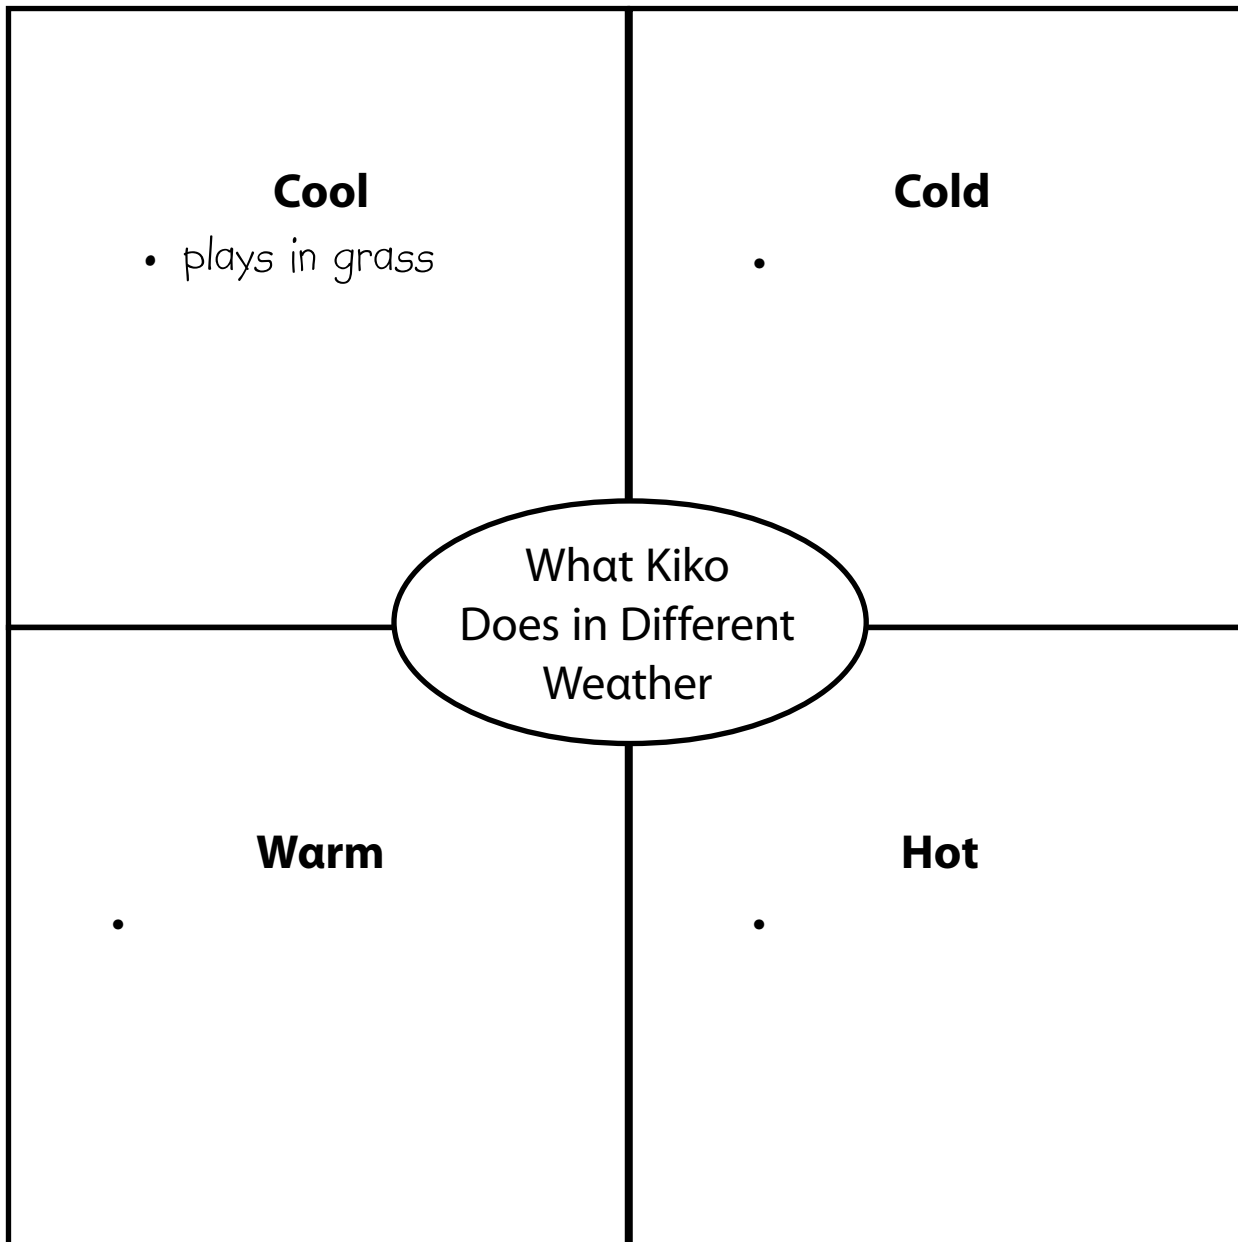 Cool
• plays in grass
Cold
•
What Kiko
Does in Different
Weather
Warm
•
Hot
•